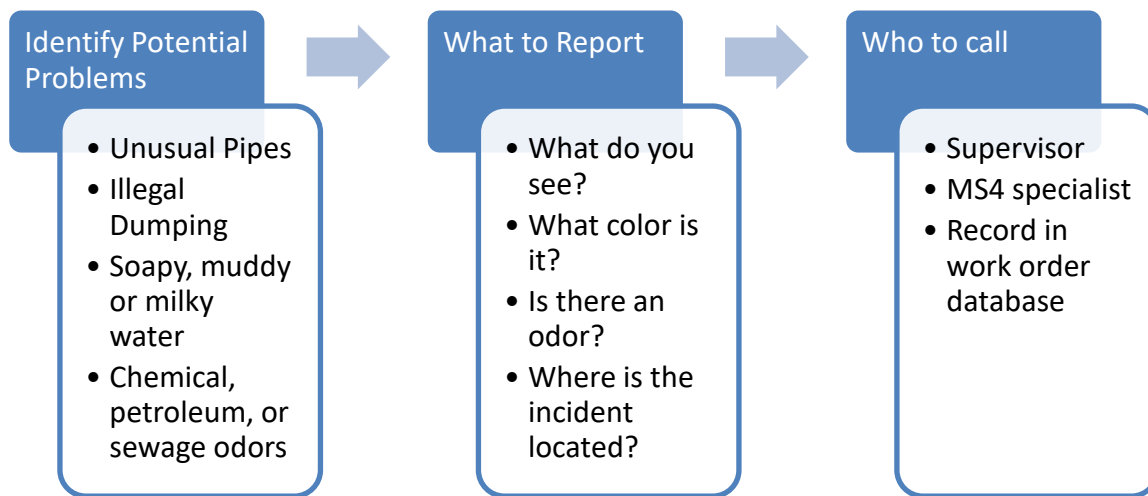 Identify Potential
Problems
• Unusual Pipes
• Illegal
Dumping
• Soapy, muddy
or milky
water
• Chemical,
petroleum, or
sewage odors
What to Report
• What do you
see?
• What color is
it?
• Is there an
odor?
• Where is the
incident
located?
Who to call
• Supervisor
• MS4 specialist
• Record in
work order
database